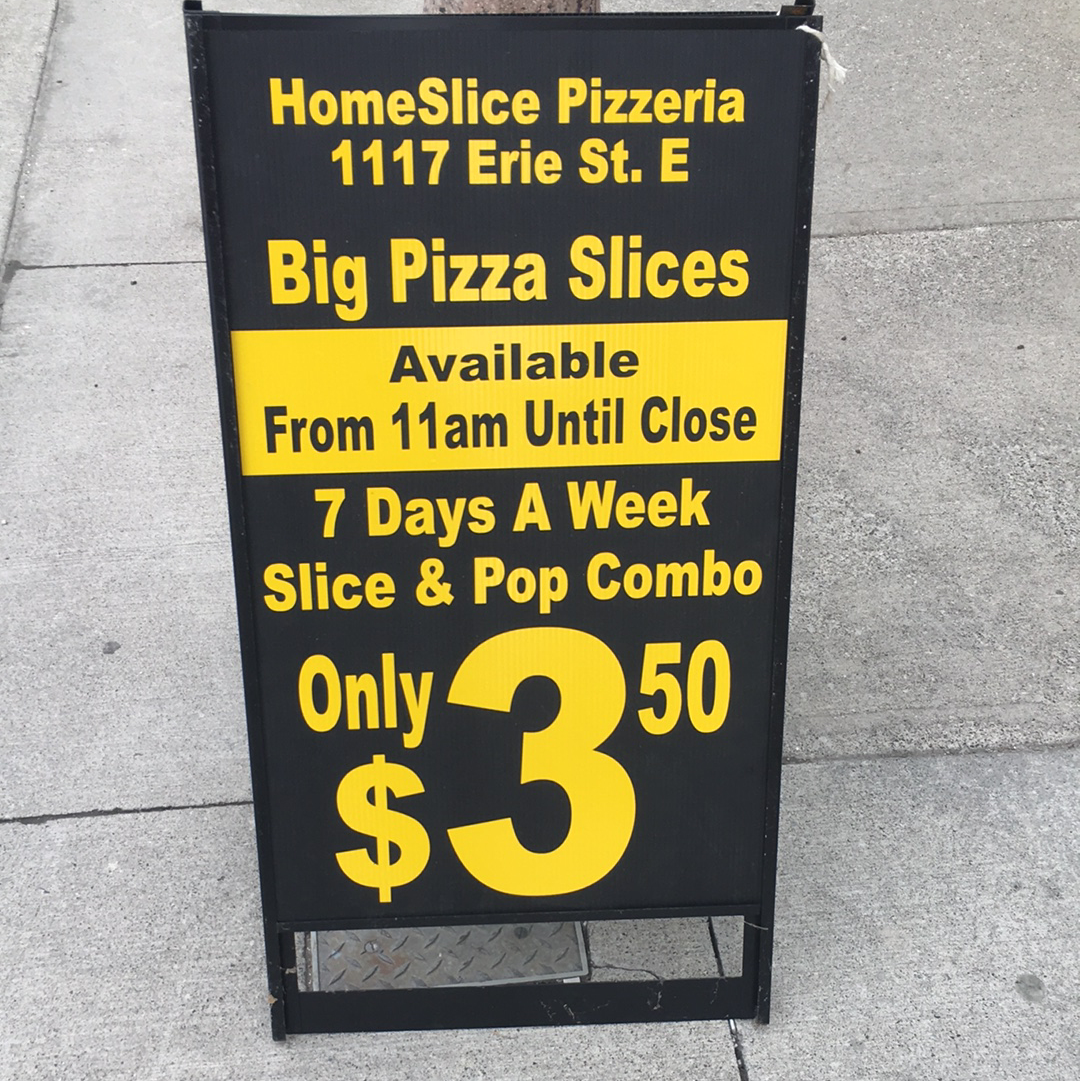 HomeSlice Pizzeria
1117 Erie St. E
Big Pizza Slices
Available
From 11am Until Close
7 Days A Week
Slice & Pop Combo
Only
$3 50